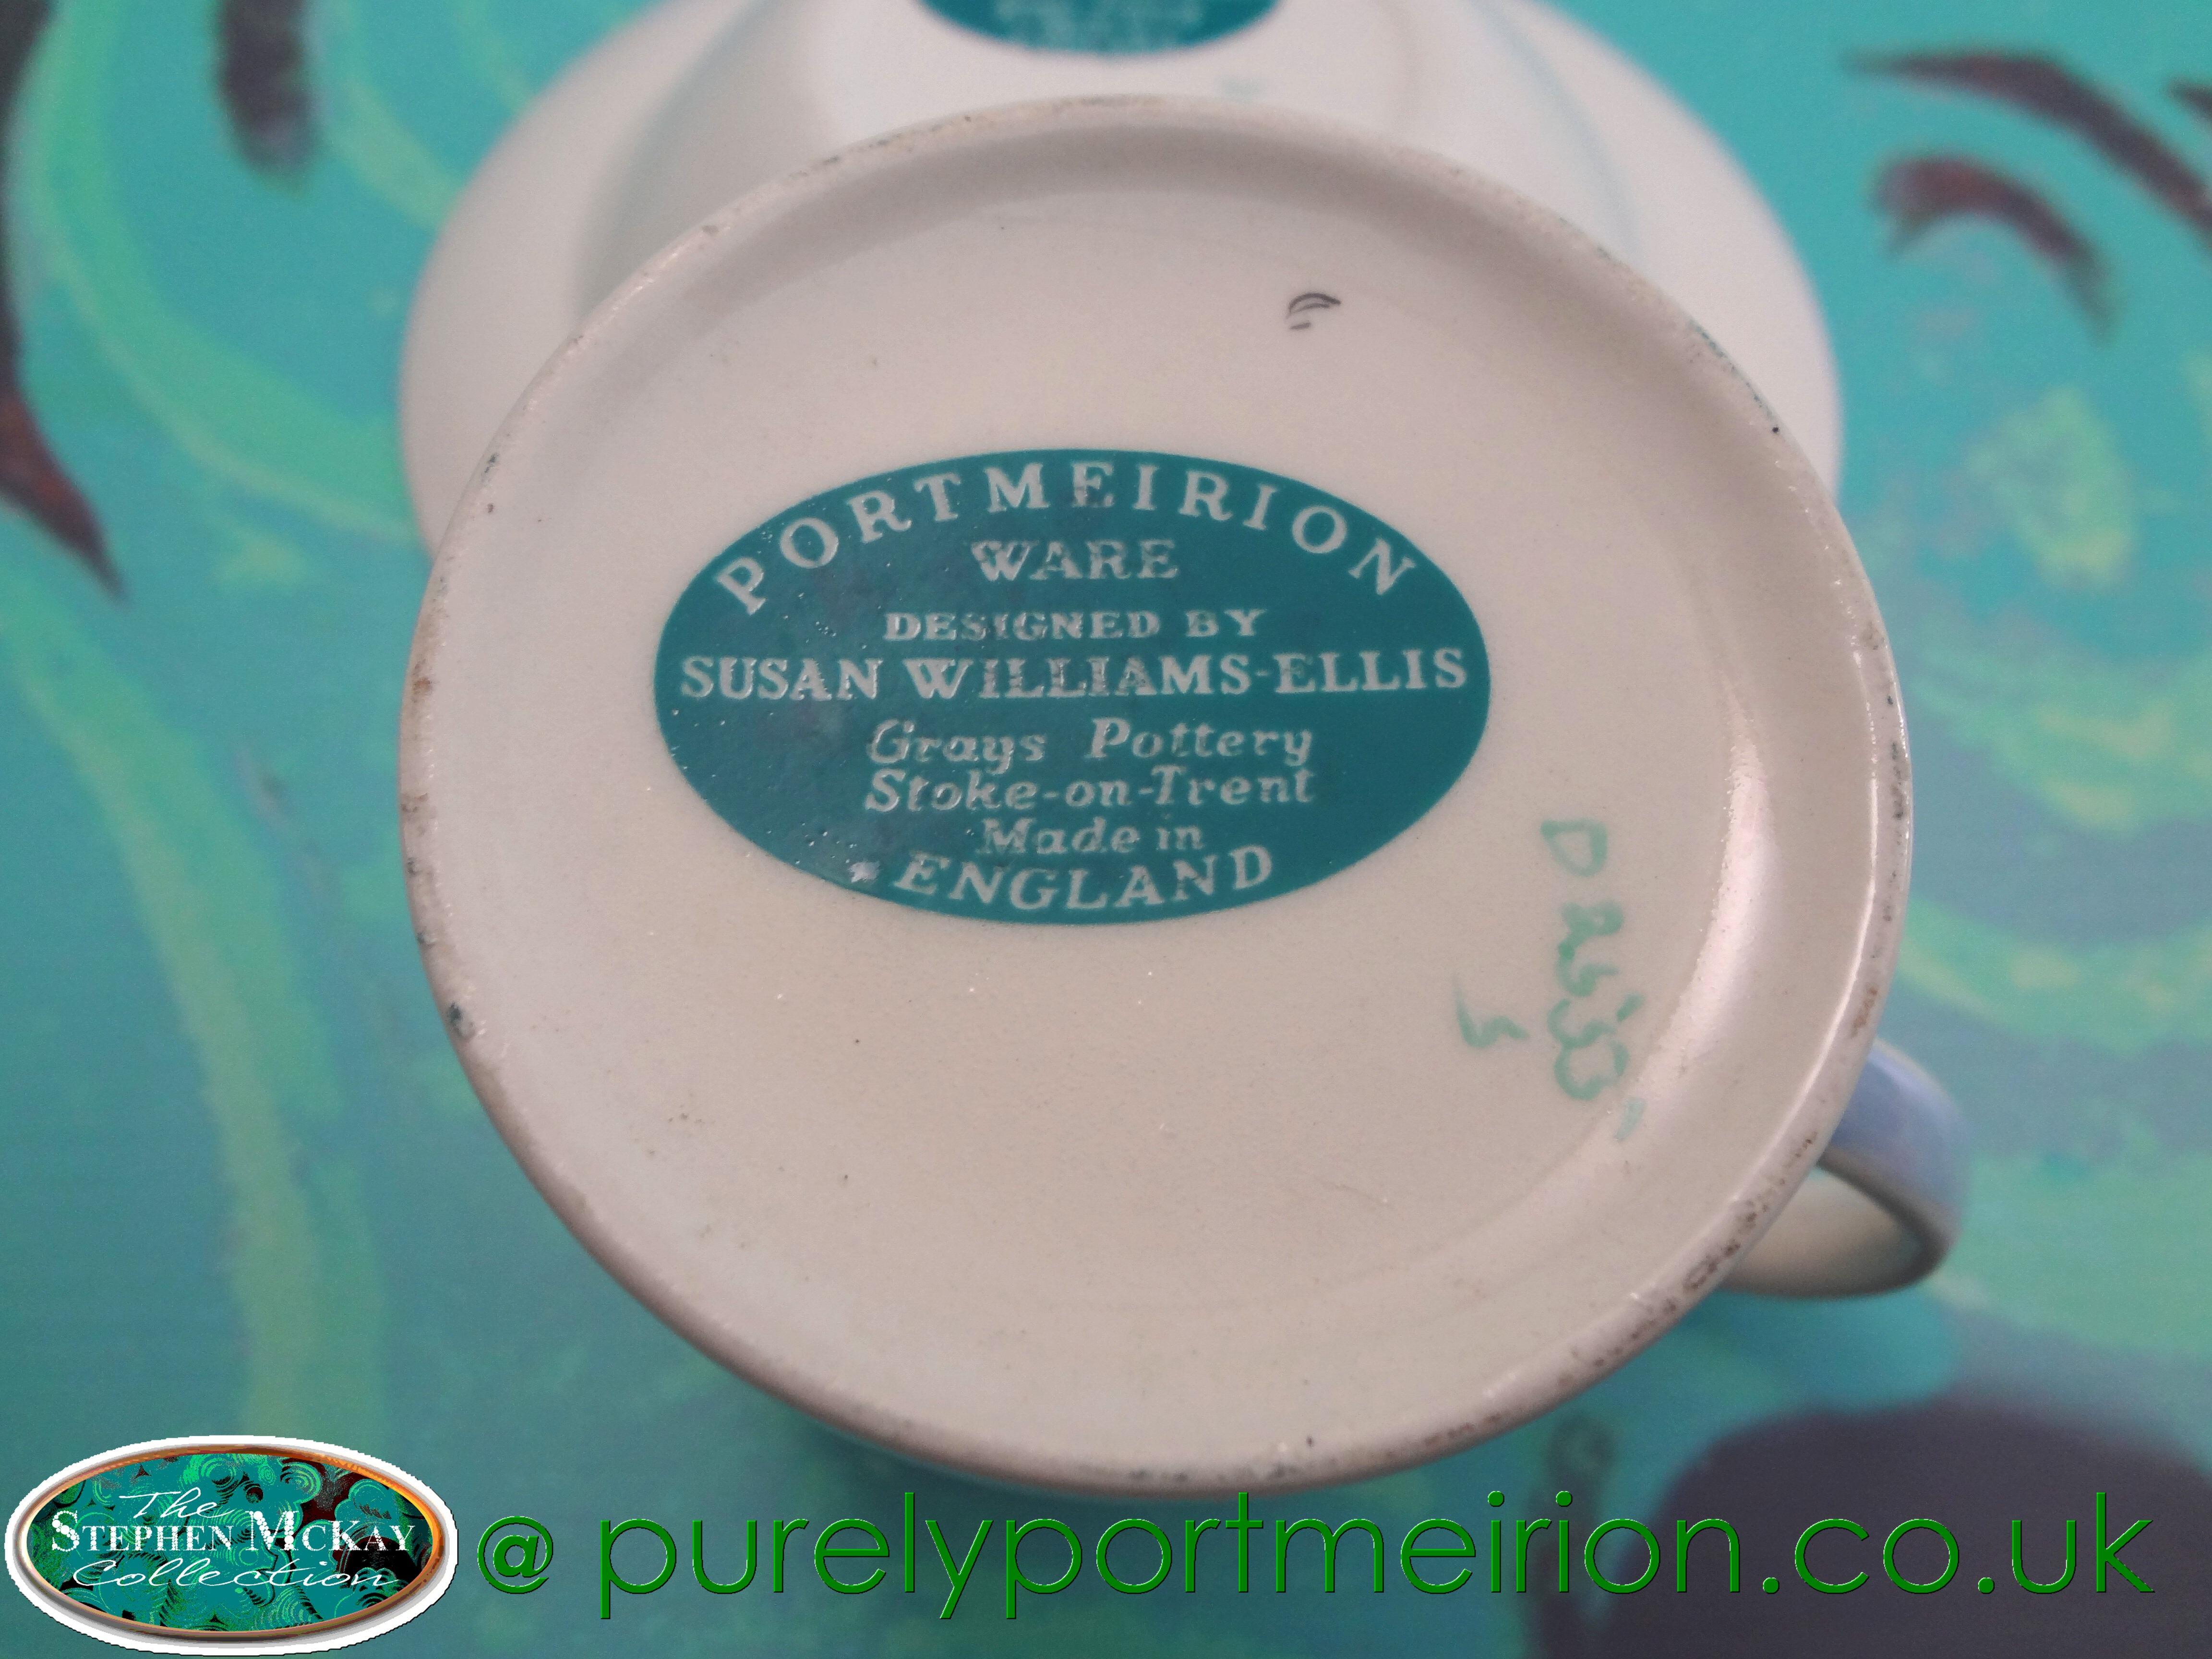 PORTMEIRION
WARE
DESIGNED BY
SUSAN WILLIAMS-ELLIS
Grays Pottery
Stoke-on-Trent
Made in
ENGLAND
The
STEPHEN MCKAY
Collection
@ purelyportmeirion.co.uk